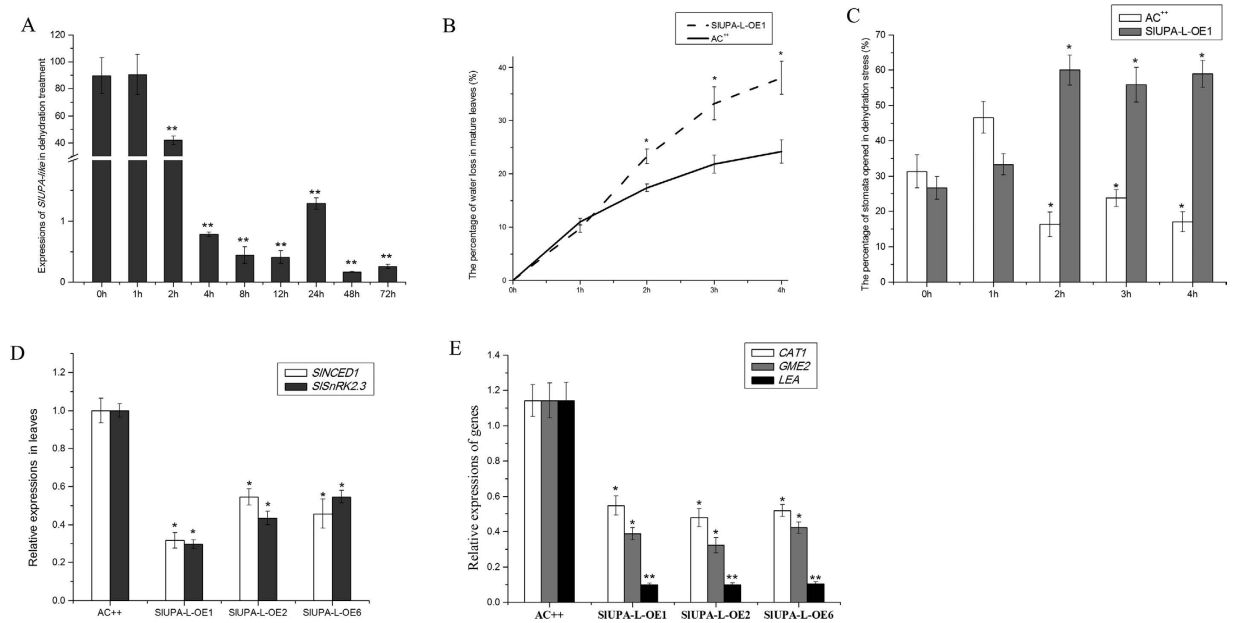 A
Expressions of SlUPA-like in dehydration treatment
100
80
60
40
1
0
**
**
**
**
**
**
**
0h 1h 2h 4h 8h 12h 24h 48h 72h
B
SlUPA-L-OE1
AC++
The percentage of water loss in mature leaves (%)
40
30
20
10
0
*
*
*
0h 1h 2h 3h 4h
C
AC++
SlUPA-L-OE1
The percentage of stomata opened in dehydration stress (%)
70
60
50
40
30
20
10
0
* * *
* * *
0h 1h 2h 3h 4h
D
SlNCED1
SlSnRK2.3
Relative expressions in leaves
1.4
1.2
1.0
0.8
0.6
0.4
0.2
0.0
* * * * * *
AC++ SlUPA-L-OE1 SlUPA-L-OE2 SlUPA-L-OE6
E
CAT1
GME2
LEA
Relative expressions of genes
1.4
1.2
1.0
0.8
0.6
0.4
0.2
0.0
* * ** * * ** * * **
AC++ SlUPA-L-OE1 SlUPA-L-OE2 SlUPA-L-OE6